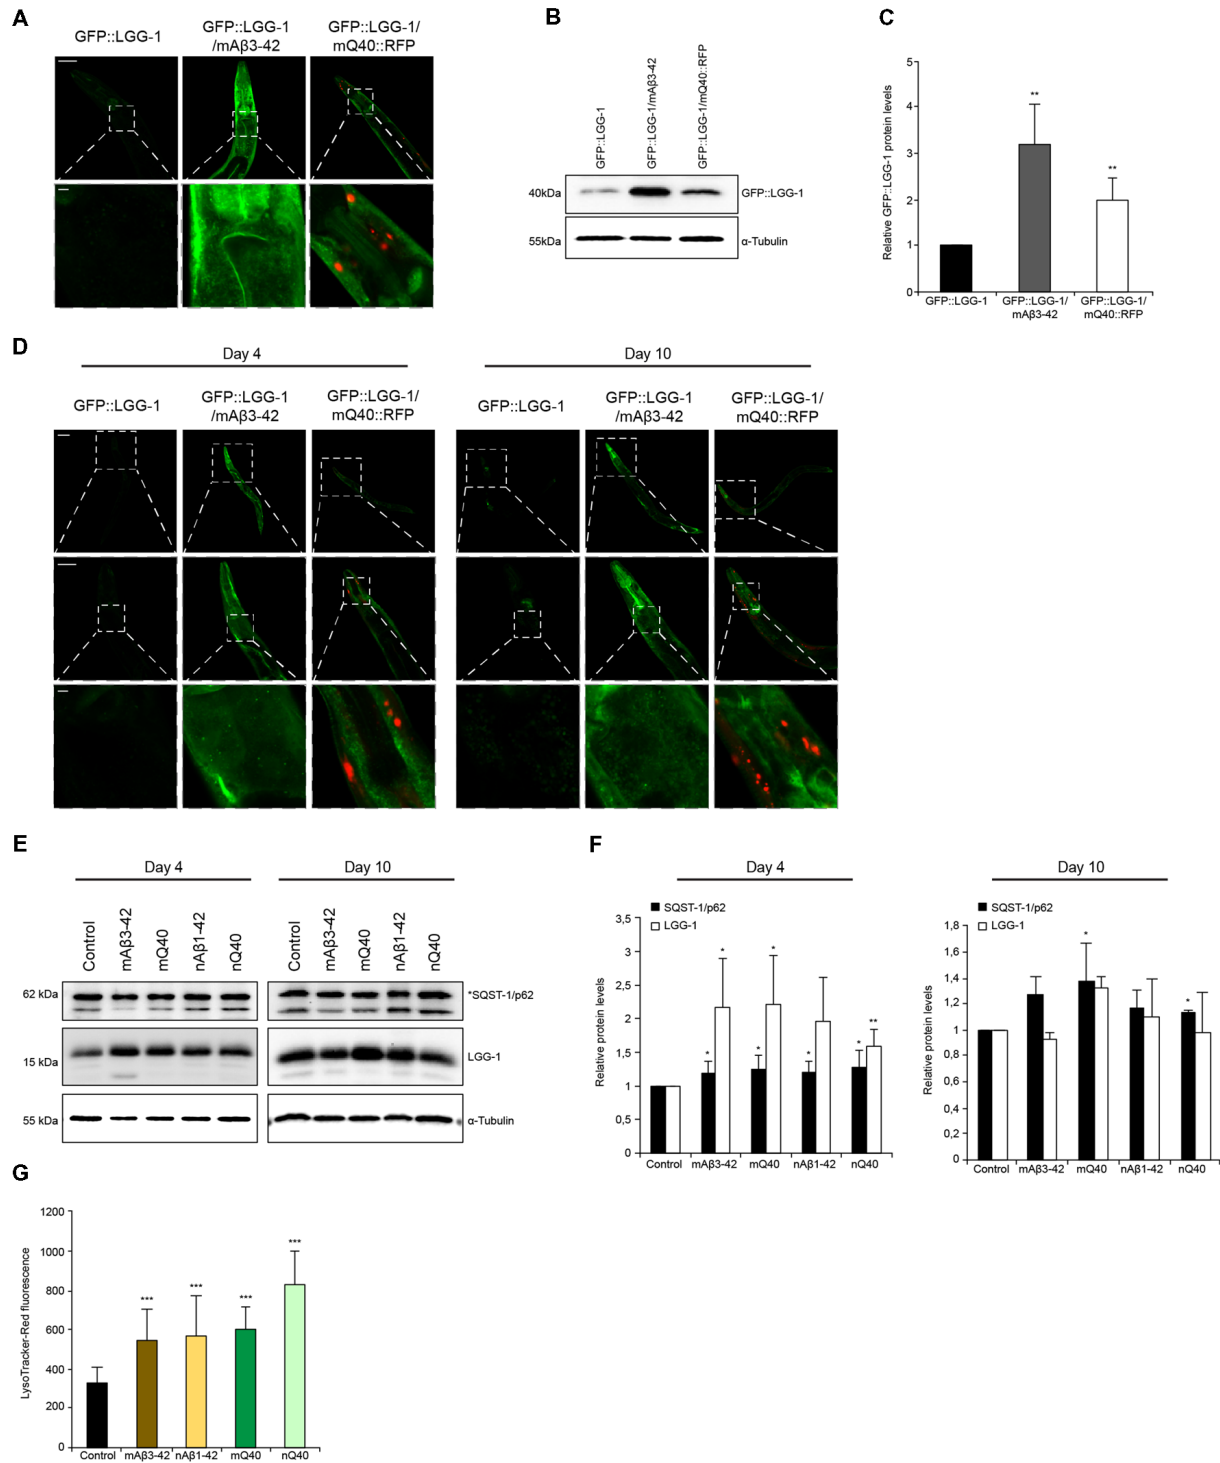 A
GFP::LGG-1
GFP::LGG-1
/mAβ3-42
GFP::LGG-1/
mQ40::RFP
B
GFP::LGG-1
GFP::LGG-1/mAβ3-42
GFP::LGG-1/mQ40::RFP
40kDa
GFP::LGG-1
55kDa
α-Tubulin
C
Relative GFP::LGG-1 protein levels
5
4
3
2
1
0
**
**
GFP::LGG-1
GFP::LGG-1/
mAβ3-42
GFP::LGG-1/
mQ40::RFP
D
Day 4
GFP::LGG-1
GFP::LGG-1
/mAβ3-42
GFP::LGG-1/
mQ40::RFP
Day 10
GFP::LGG-1
GFP::LGG-1
/mAβ3-42
GFP::LGG-1/
mQ40::RFP
E
Day 4
Day 10
Control
mAβ3-42
mQ40
nAβ1-42
nQ40
Control
mAβ3-42
mQ40
nAβ1-42
nQ40
62 kDa
*SQST-1/p62
15 kDa
LGG-1
55 kDa
α-Tubulin
F
Day 4
SQST-1/p62
LGG-1
Relative protein levels
3,5
3
2,5
2
1,5
1
0,5
0
*
*
*
*
*
*
**
Control
mAβ3-42
mQ40
nAβ1-42
nQ40
Day 10
SQST-1/p62
LGG-1
Relative protein levels
1,8
1,6
1,4
1,2
1
0,8
0,6
0,4
0,2
0
*
*
Control
mAβ3-42
mQ40
nAβ1-42
nQ40
G
LysoTracker-Red fluorescence
1200
1000
800
600
400
200
0
***
***
***
***
Control
mAβ3-42
nAβ1-42
mQ40
nQ40